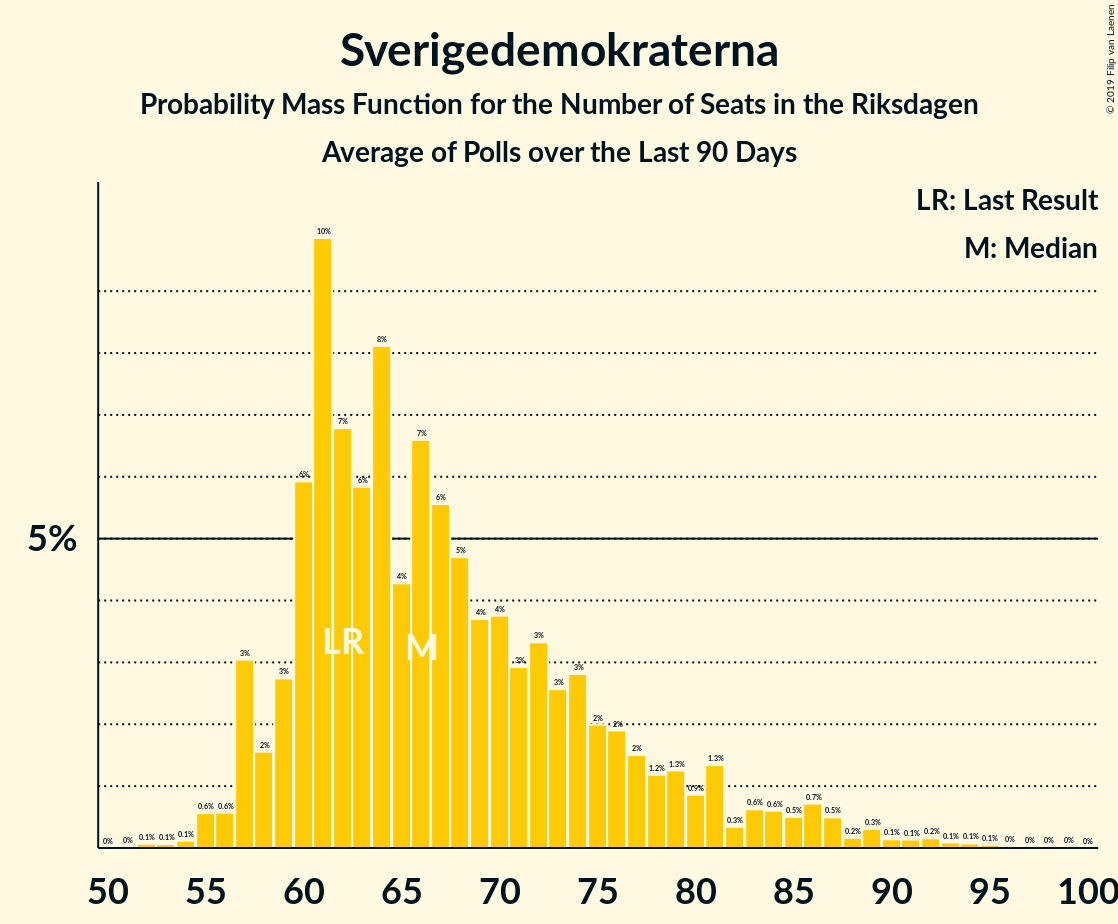 Sverigedemokraterna
Probability Mass Function for the Number of Seats in the Riksdagen
Average of Polls over the Last 90 Days
© 2019 Filip van Laenen
LR: Last Result
M: Median
5%
0% 0% 0.1% 0.1% 0.1% 0.6% 0.6% 3% 2% 3% 6% 10% 7% 6% 8% 4% 7% 6% 5% 4% 4% 3% 3% 3% 3% 2% 2% 2% 1.2% 1.3% 0.9% 1.3% 0.3% 0.6% 0.6% 0.5% 0.7% 0.5% 0.2% 0.3% 0.1% 0.1% 0.2% 0.1% 0.1% 0.1% 0% 0% 0% 0% 0%
LR M
50 55 60 65 70 75 80 85 90 95 100